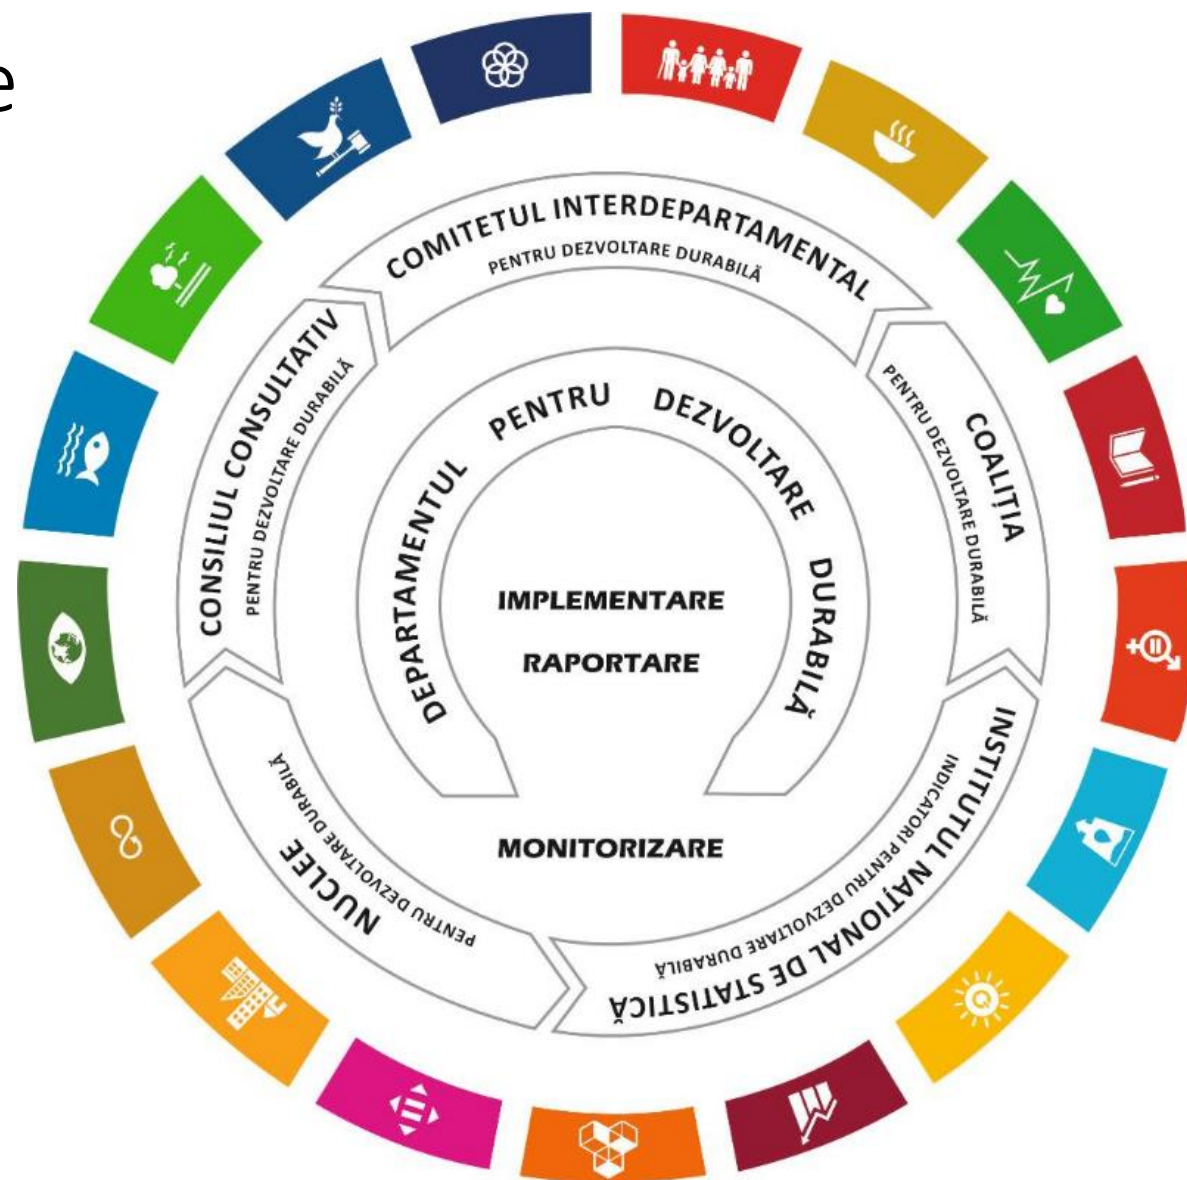 e
COMITETUL INTERDEPARTAMENTAL
PENTRU DEZVOLTARE DURABILĂ
COALIȚIA
PENTRU DEZVOLTARE DURABILĂ
INSTITUTUL NAȚIONAL DE STATISTICĂ
INDICATORI PENTRU DEZVOLTARE DURABILĂ
NUCLEE
PENTRU DEZVOLTARE DURABILĂ
CONSILIUL CONSULTATIV
PENTRU DEZVOLTARE DURABILĂ
DEPARTAMENTUL PENTRU DEZVOLTARE DURABILĂ
IMPLEMENTARE
RAPORTARE
MONITORIZARE